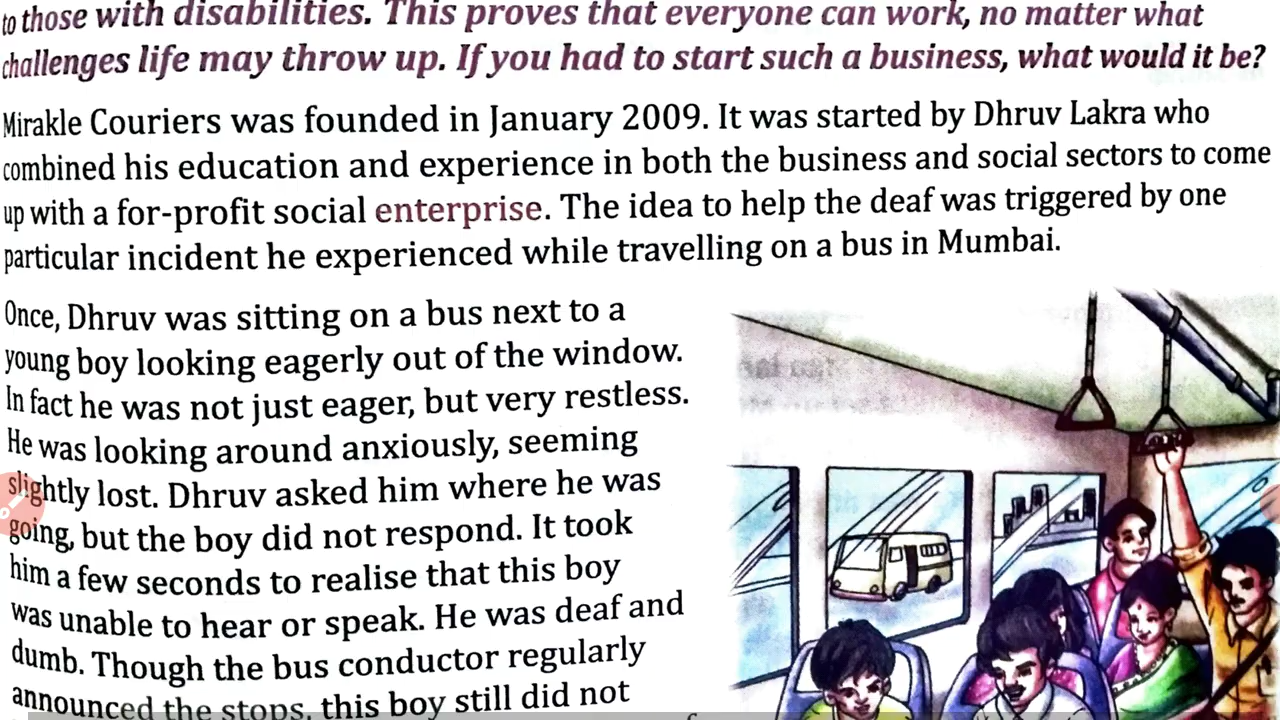 to those with disabilities. This proves that everyone can work, no matter what
challenges life may throw up. If you had to start such a business, what would it be?
Mirakle Couriers was founded in January 2009. It was started by Dhruv Lakra who
combined his education and experience in both the business and social sectors to come
up with a for-profit social enterprise. The idea to help the deaf was triggered by one
particular incident he experienced while travelling on a bus in Mumbai.
Once, Dhruv was sitting on a bus next to a
young boy looking eagerly out of the window.
In fact he was not just eager, but very restless.
He was looking around anxiously, seeming
slightly lost. Dhruv asked him where he was
going, but the boy did not respond. It took
him a few seconds to realise that this boy
was unable to hear or speak. He was deaf and
dumb. Though the bus conductor regularly
announced the stops, this boy still did not